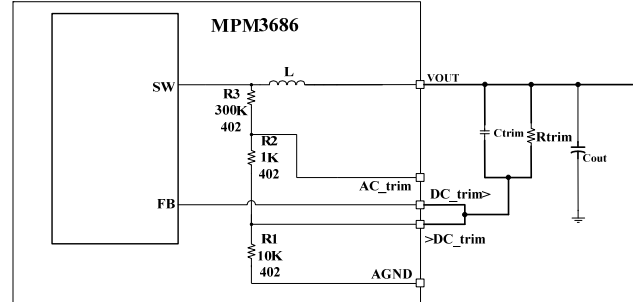 MPM3686
SW
L
VOUT
R3
300K
402
Ctrim
Rtrim
R2
1K
402
Cout
AC_trim
FB
DC_trim>
>DC_trim
R1
10K
402
AGND